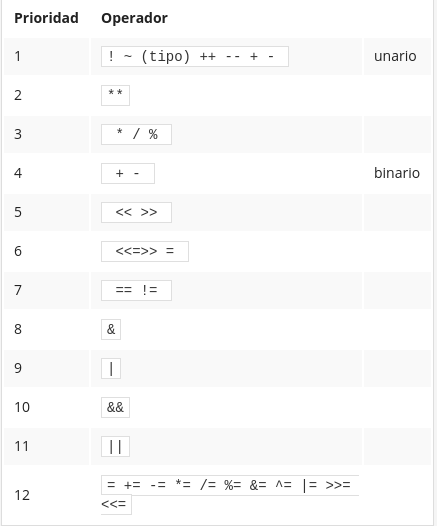 Prioridad Operador
1 ! ~ (tipo) ++ -- + - unario
2 **
3 * / %
4 + - binario
5 << >>
6 <<=>> =
7 == !=
8 &
9 |
10 &&
11 ||
12 = += -= *= /= %= &= ^= |= >>=
<<=